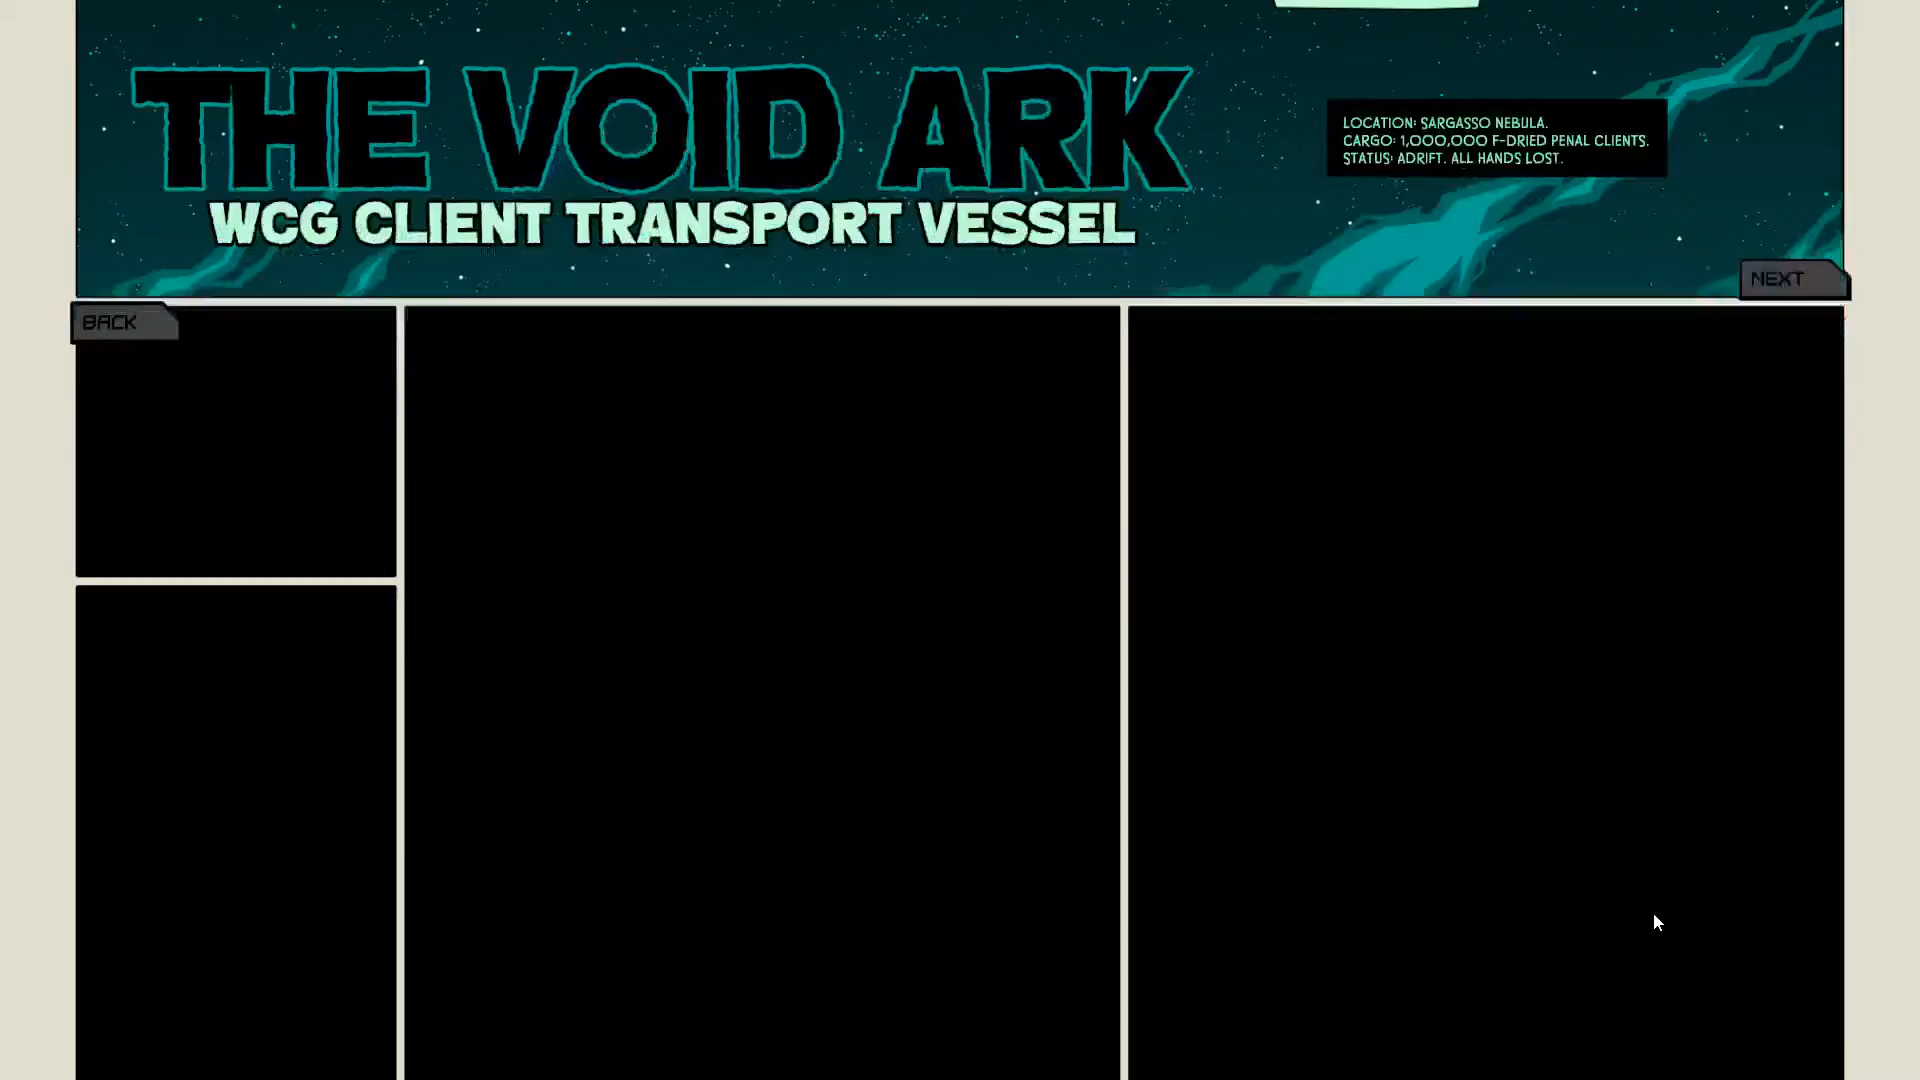 THE VOID ARK
WCG CLIENT TRANSPORT VESSEL
LOCATION: SARGASSO NEBULA.
CARGO: 1,000,000 F-DRIED PENAL CLIENTS.
STATUS: ADRIFT. ALL HANDS LOST.
NEXT
BACK